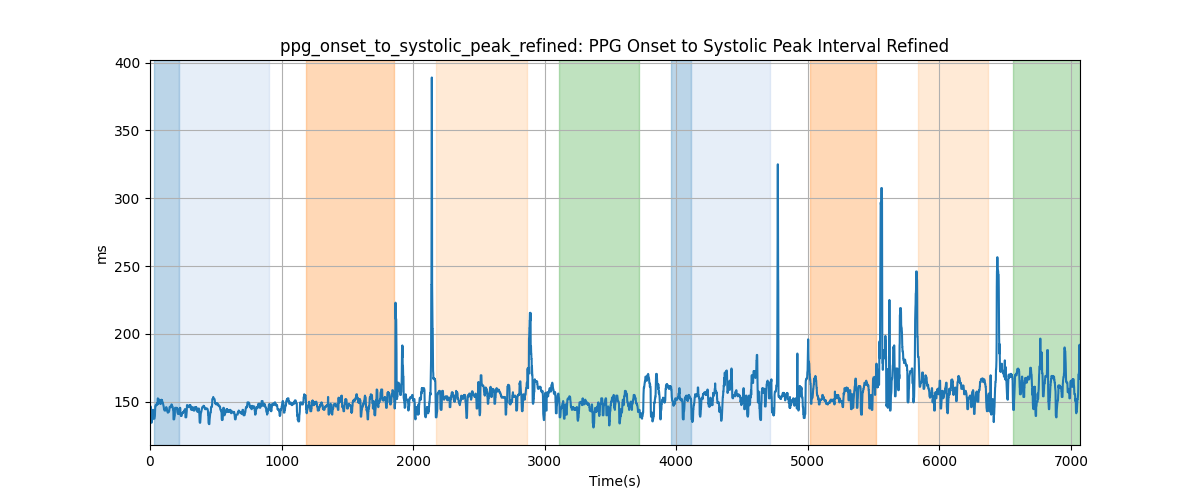 ppg_onset_to_systolic_peak_refined: PPG Onset to Systolic Peak Interval Refined
400
350
300
250
200
150
ms
0 1000 2000 3000 4000 5000 6000 7000
Time(s)